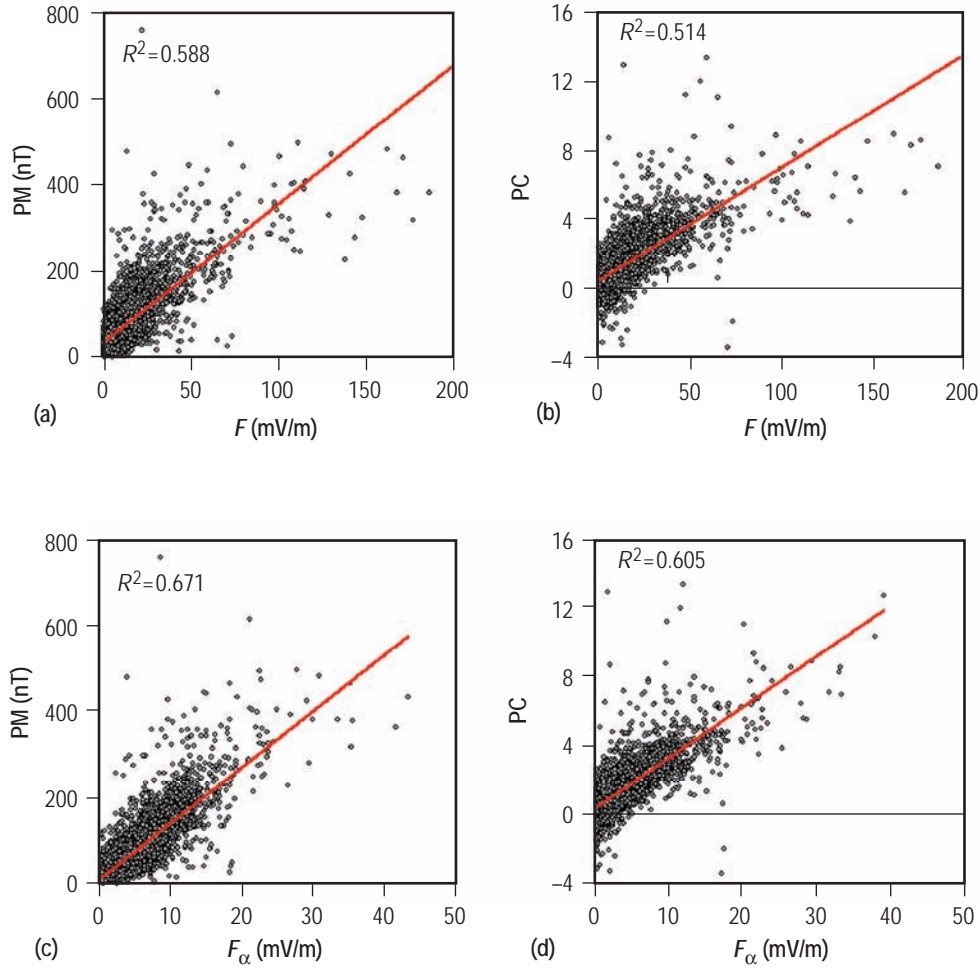 800
600
400
200
0
PM (nT)
R²=0.588
0 50 100 150 200
F (mV/m)
(a)
16
12
8
4
0
−4
PC
R²=0.514
0 50 100 150 200
F (mV/m)
(b)
800
600
400
200
0
PM (nT)
R²=0.671
0 10 20 30 40 50
Fα (mV/m)
(c)
16
12
8
4
0
−4
PC
R²=0.605
0 10 20 30 40 50
Fα (mV/m)
(d)